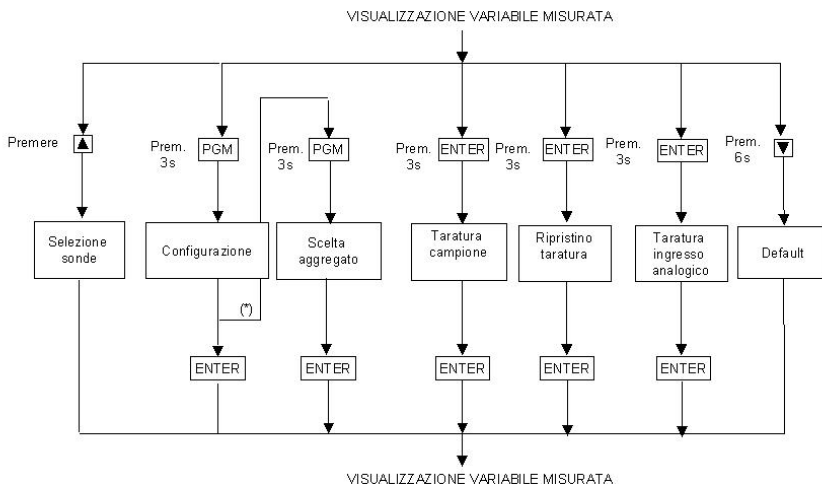 VISUALIZZAZIONE VARIABILE MISURATA
Premere
Prem.
3s
PGM
Prem.
3s
PGM
Prem.
3s
ENTER
Prem.
3s
ENTER
Prem.
3s
ENTER
Prem.
6s
Selezione
sonde
Configurazione
Scelta
aggregato
Taratura
campione
Ripristino
taratura
Taratura
ingresso
analogico
Default
(*)
ENTER
ENTER
ENTER
ENTER
ENTER
VISUALIZZAZIONE VARIABILE MISURATA